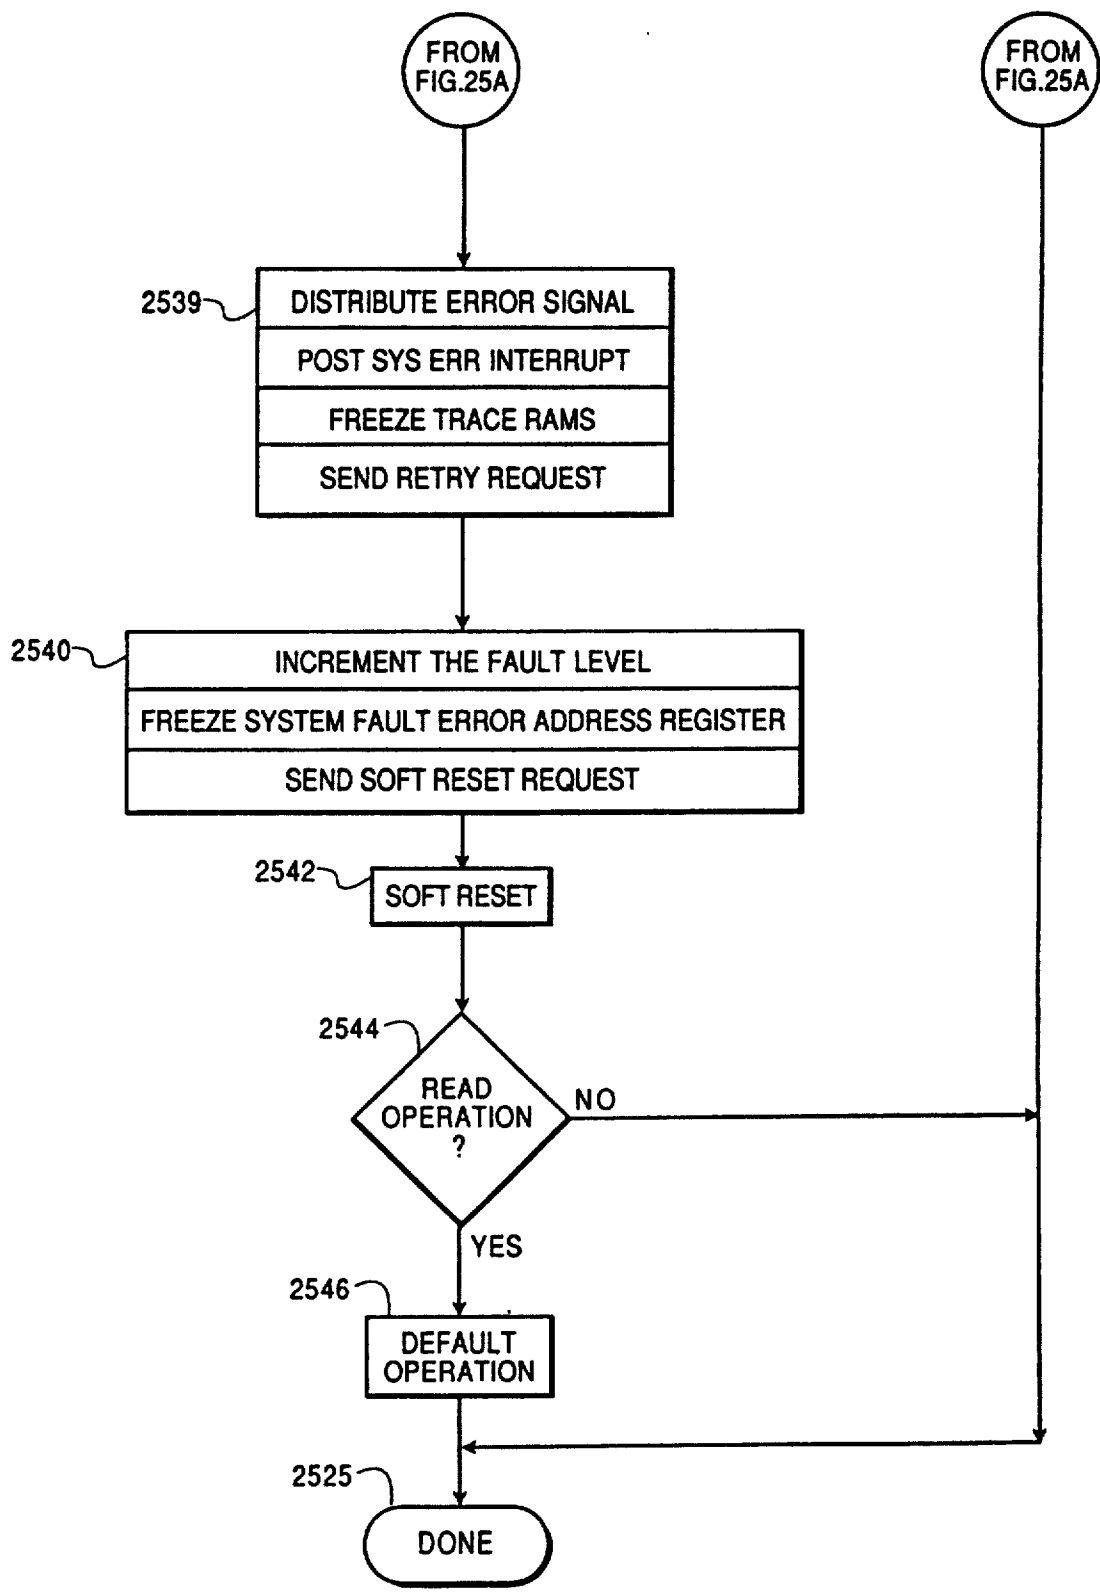 FROM
FIG.25A
FROM
FIG.25A
2539
DISTRIBUTE ERROR SIGNAL
POST SYS ERR INTERRUPT
FREEZE TRACE RAMS
SEND RETRY REQUEST
2540
INCREMENT THE FAULT LEVEL
FREEZE SYSTEM FAULT ERROR ADDRESS REGISTER
SEND SOFT RESET REQUEST
2542
SOFT RESET
2544
READ
OPERATION
?
NO
YES
2546
DEFAULT
OPERATION
2525
DONE